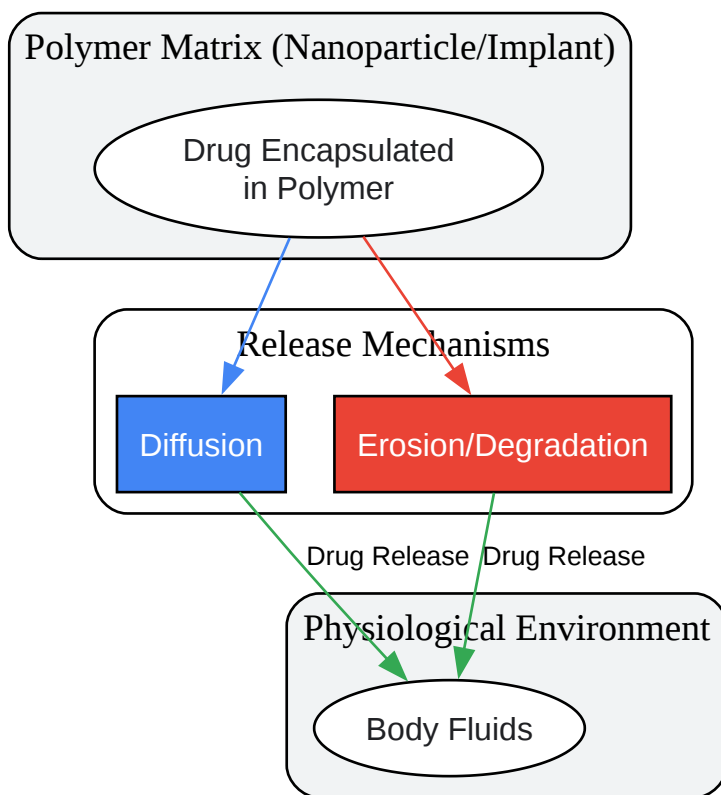 Polymer Matrix (Nanoparticle/Implant)
Drug Encapsulated
in Polymer
Release Mechanisms
Diffusion
Erosion/Degradation
Drug Release
Drug Release
Physiological Environment
Body Fluids